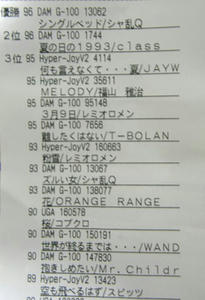 優勝 96 DAM G-100 13062
シングルベッド/シャ乱Q
2位 96 DAM G-100 1744
夏の日の1993/class
3位 95 Hyper-JoyV2 4114
何も言えなくて・・・夏/JAYW
95 Hyper-JoyV2 35611
MELODY/福山 雅治
95 DAM G-100 95148
3月9日/レミオロメン
95 DAM G-100 7656
離したくはない/T-BOLAN
93 Hyper-JoyV2 160663
粉雪/レミオロメン
93 DAM G-100 13067
ズルい女/シャ乱Q
93 DAM G-100 138077
花/ORANGE RANGE
90 UGA 160578
桜/コブクロ
90 DAM G-100 150191
世界が終るまでは・・・/WAND
90 DAM G-100 147830
抱きしめたい/Mr.Childr
89 Hyper-JoyV2 13423
空も飛べるはず/スピッツ